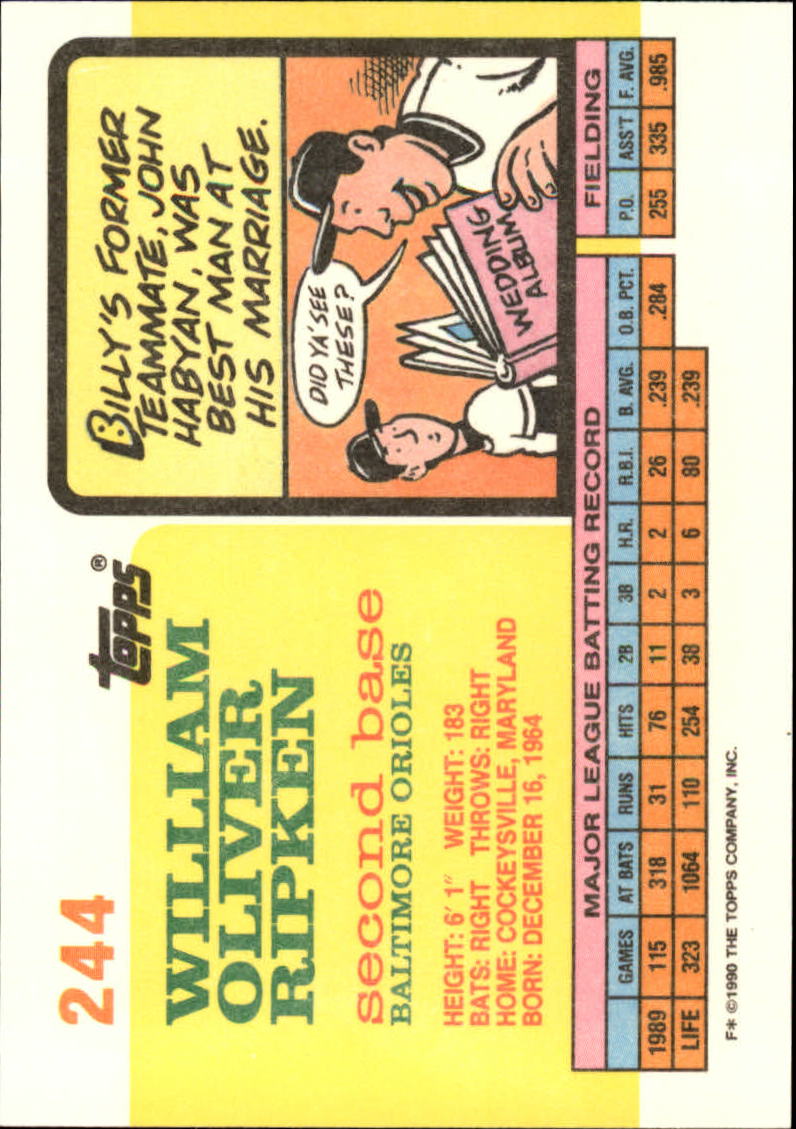 244
topps®
WILLIAM
OLIVER
RIPKEN
second base
BALTIMORE ORIOLES
HEIGHT: 6' 1" WEIGHT: 183
BATS: RIGHT THROWS: RIGHT
HOME: COCKEYSVILLE, MARYLAND
BORN: DECEMBER 16, 1964
BILLY'S FORMER
TEAMMATE, JOHN
HABYAN, WAS
BEST MAN AT
HIS MARRIAGE.
DID YA' SEE
THESE?
WEDDING
ALBUM
MAJOR LEAGUE BATTING RECORD FIELDING
GAMES AT BATS RUNS HITS 2B 3B H.R. R.B.I. B. AVG. O.B. PCT. P.O. ASS'T F. AVG.
1989 115 318 31 76 11 2 2 26 .239 .284 255 335 .985
LIFE 323 1064 110 254 38 3 6 80 .239
F* ©1990 THE TOPPS COMPANY, INC.